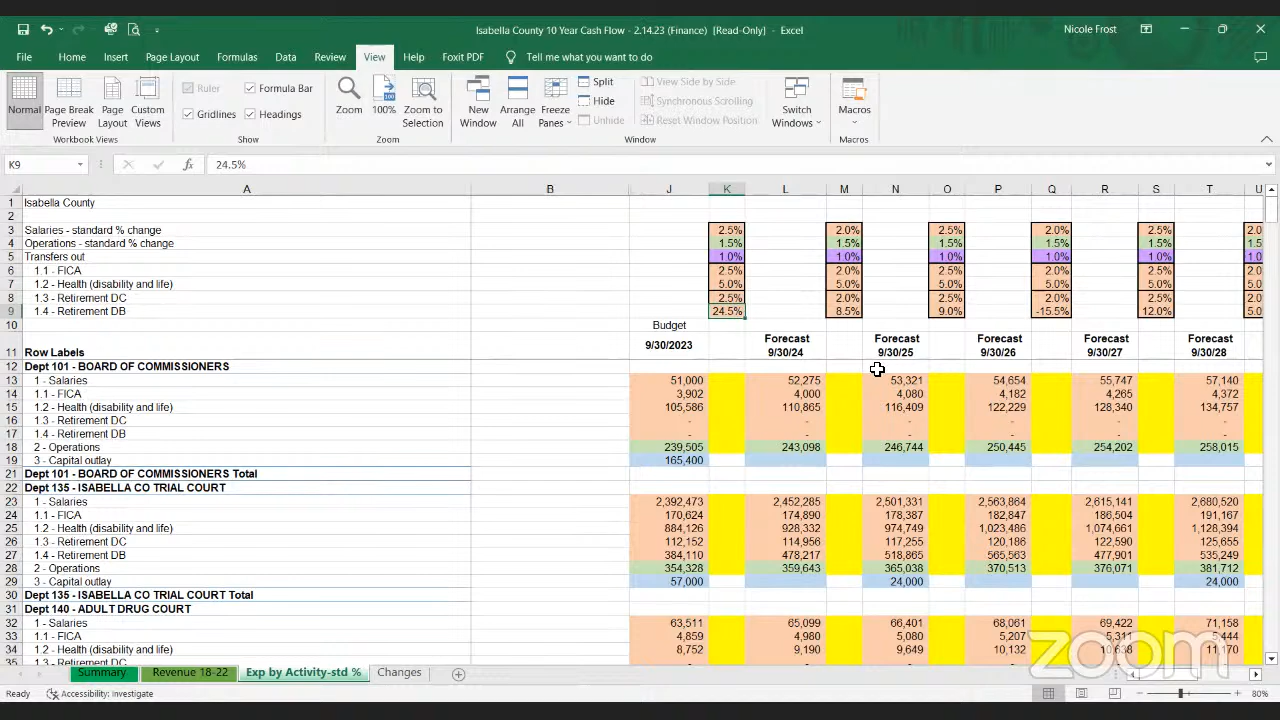 Isabella County 10 Year Cash Flow - 2.14.23 (Finance) [Read-Only] - Excel
Nicole Frost
File Home Insert Page Layout Formulas Data Review View Help Foxit PDF Tell me what you want to do
Normal
Page Break Preview
Page Layout
Custom Views
Workbook Views
Ruler
Formula Bar
Gridlines
Headings
Show
Zoom
100%
Zoom to Selection
Zoom
New Window
Arrange All
Freeze Panes
Split
Hide
Unhide
View Side by Side
Synchronous Scrolling
Reset Window Position
Window
Switch Windows
Macros
Macros
K9 fx 24.5%
A B J K L M N O P Q R S T U
1 Isabella County
2
3 Salaries - standard % change 2.5% 2.0% 2.5% 2.0% 2.5% 2.0
4 Operations - standard % change 1.5% 1.5% 1.5% 1.5% 1.5% 1.5
5 Transfers out 1.0% 1.0% 1.0% 1.0% 1.0% 1.0
6 1.1 - FICA 2.5% 2.0% 2.5% 2.0% 2.5% 2.0
7 1.2 - Health (disability and life) 5.0% 5.0% 5.0% 5.0% 5.0% 5.0
8 1.3 - Retirement DC 2.5% 2.0% 2.5% 2.0% 2.5% 2.0
9 1.4 - Retirement DB 24.5% 8.5% 9.0% -15.5% 12.0% 5.0
10 Budget
11 Row Labels 9/30/2023 Forecast 9/30/24 Forecast 9/30/25 Forecast 9/30/26 Forecast 9/30/27 Forecast 9/30/28
12 Dept 101 - BOARD OF COMMISSIONERS
13 1 - Salaries 51,000 52,275 53,321 54,654 55,747 57,140
14 1.1 - FICA 3,902 4,000 4,080 4,182 4,265 4,372
15 1.2 - Health (disability and life) 105,586 110,865 116,409 122,229 128,340 134,757
16 1.3 - Retirement DC - - - - - -
17 1.4 - Retirement DB - - - - - -
18 2 - Operations 239,505 243,098 246,744 250,445 254,202 258,015
19 3 - Capital outlay 165,400
21 Dept 101 - BOARD OF COMMISSIONERS Total
22 Dept 135 - ISABELLA CO TRIAL COURT
23 1 - Salaries 2,392,473 2,452,285 2,501,331 2,563,864 2,615,141 2,680,520
24 1.1 - FICA 170,624 174,890 178,387 182,847 186,504 191,167
25 1.2 - Health (disability and life) 884,126 928,332 974,749 1,023,486 1,074,661 1,128,394
26 1.3 - Retirement DC 112,152 114,956 117,255 120,186 122,590 125,655
27 1.4 - Retirement DB 384,110 478,217 518,865 565,563 477,901 535,249
28 2 - Operations 354,328 359,643 365,038 370,513 376,071 381,712
29 3 - Capital outlay 57,000 24,000 24,000
30 Dept 135 - ISABELLA CO TRIAL COURT Total
31 Dept 140 - ADULT DRUG COURT
32 1 - Salaries 63,511 65,099 66,401 68,061 69,422 71,158
33 1.1 - FICA 4,859 4,980 5,080 5,207 5,311 5,444
34 1.2 - Health (disability and life) 8,752 9,190 9,649 10,132 10,638 11,170
35 1.3 - Retirement DC
zoom
Summary Revenue 18-22 Exp by Activity-std % Changes
Ready Accessibility: Investigate 80%